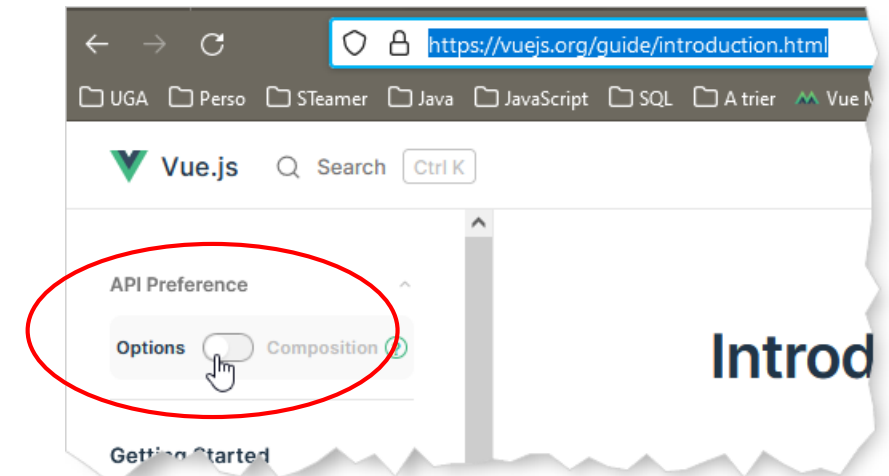 https://vuejs.org/guide/introduction.html
UGA Perso STeamer Java JavaScript SQL A trier Vue
Vue.js Search Ctrl K
API Preference
Options Composition ?
Introd
Getting Started